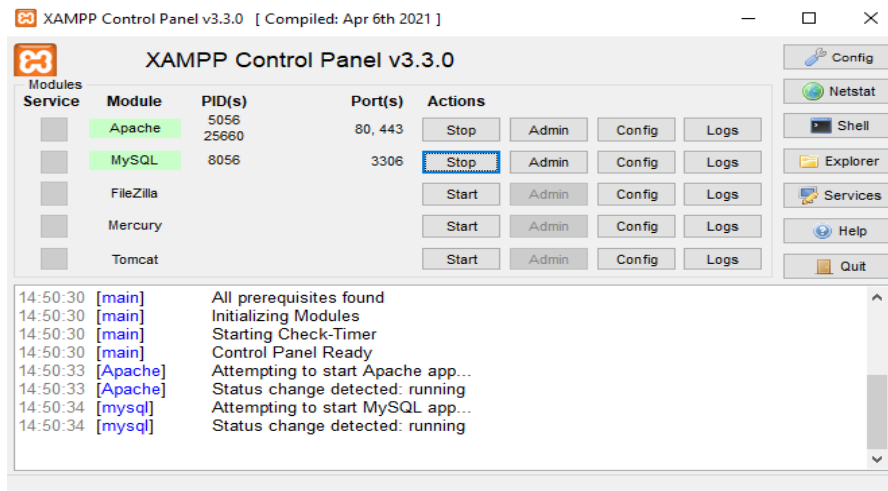 XAMPP Control Panel v3.3.0 [ Compiled: Apr 6th 2021 ]
XAMPP Control Panel v3.3.0
Config
Modules
Service Module PID(s) Port(s) Actions
Netstat
Apache 5056 25660 80, 443 Stop Admin Config Logs
Shell
MySQL 8056 3306 Stop Admin Config Logs
Explorer
FileZilla Start Admin Config Logs
Services
Mercury Start Admin Config Logs
Help
Tomcat Start Admin Config Logs
Quit
14:50:30 [main] All prerequisites found
14:50:30 [main] Initializing Modules
14:50:30 [main] Starting Check-Timer
14:50:30 [main] Control Panel Ready
14:50:33 [Apache] Attempting to start Apache app...
14:50:33 [Apache] Status change detected: running
14:50:34 [mysql] Attempting to start MySQL app...
14:50:34 [mysql] Status change detected: running